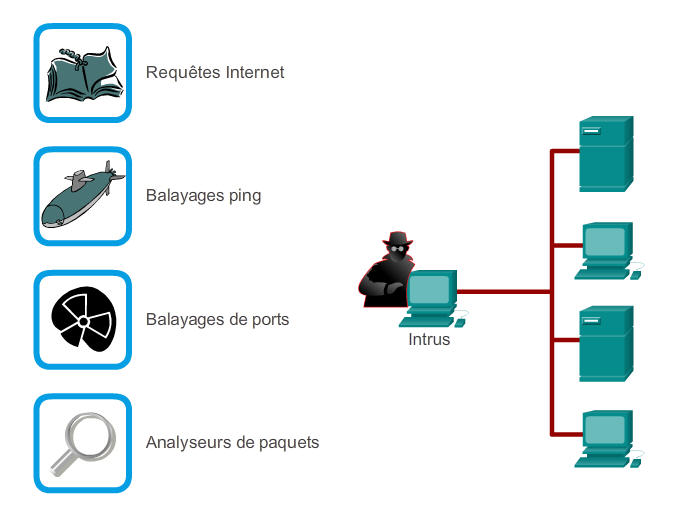 Requêtes Internet
Balayages ping
Balayages de ports
Analyseurs de paquets
Intrus